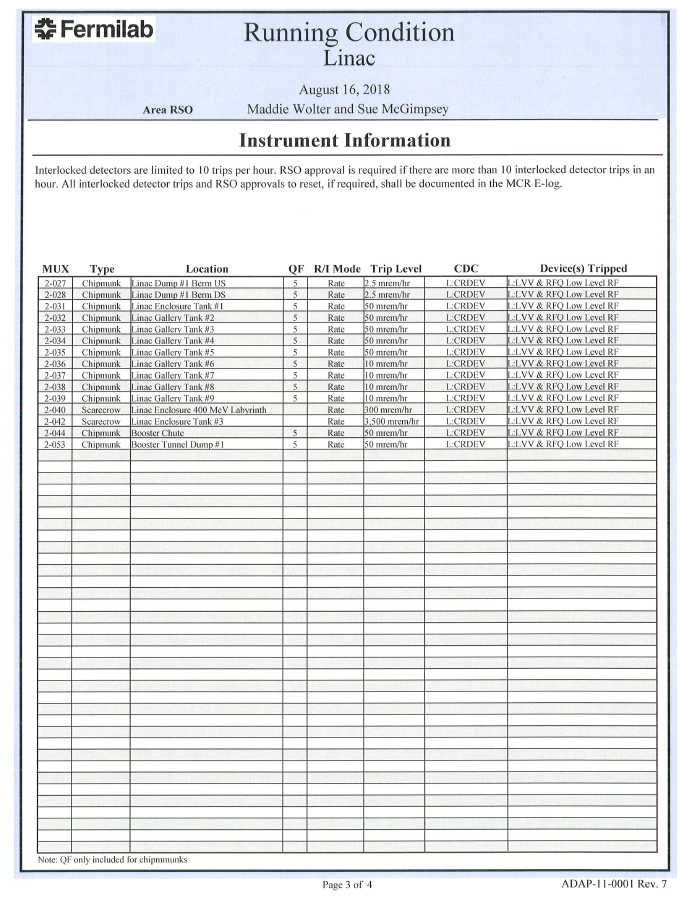 Fermilab
Running Condition
Linac
August 16, 2018
Area RSO Maddie Wolter and Sue McGimpsey
Instrument Information
Interlocked detectors are limited to 10 trips per hour. RSO approval is required if there are more than 10 interlocked detector trips in an
hour. All interlocked detector trips and RSO approvals to reset, if required, shall be documented in the MCR E-log.
MUX Type Location QF R/I Mode Trip Level CDC Device(s) Tripped
2-027 Chipmunk Linac Dump #1 Berm US 5 Rate 2.5 mrem/hr L:CRDEV L:LVV & RFQ Low Level RF
2-028 Chipmunk Linac Dump #1 Berm DS 5 Rate 2.5 mrem/hr L:CRDEV L:LVV & RFQ Low Level RF
2-031 Chipmunk Linac Enclosure Tank #1 5 Rate 50 mrem/hr L:CRDEV L:LVV & RFQ Low Level RF
2-032 Chipmunk Linac Gallery Tank #2 5 Rate 50 mrem/hr L:CRDEV L:LVV & RFQ Low Level RF
2-033 Chipmunk Linac Gallery Tank #3 5 Rate 50 mrem/hr L:CRDEV L:LVV & RFQ Low Level RF
2-034 Chipmunk Linac Gallery Tank #4 5 Rate 50 mrem/hr L:CRDEV L:LVV & RFQ Low Level RF
2-035 Chipmunk Linac Gallery Tank #5 5 Rate 50 mrem/hr L:CRDEV L:LVV & RFQ Low Level RF
2-036 Chipmunk Linac Gallery Tank #6 5 Rate 10 mrem/hr L:CRDEV L:LVV & RFQ Low Level RF
2-037 Chipmunk Linac Gallery Tank #7 5 Rate 10 mrem/hr L:CRDEV L:LVV & RFQ Low Level RF
2-038 Chipmunk Linac Gallery Tank #8 5 Rate 10 mrem/hr L:CRDEV L:LVV & RFQ Low Level RF
2-039 Chipmunk Linac Gallery Tank #9 5 Rate 10 mrem/hr L:CRDEV L:LVV & RFQ Low Level RF
2-040 Scarecrow Linac Enclosure 400 MeV Labyrinth Rate 300 mrem/hr L:CRDEV L:LVV & RFQ Low Level RF
2-042 Scarecrow Linac Enclosure Tank #3 Rate 3,500 mrem/hr L:CRDEV L:LVV & RFQ Low Level RF
2-044 Chipmunk Booster Chute 5 Rate 50 mrem/hr L:CRDEV L:LVV & RFQ Low Level RF
2-053 Chipmunk Booster Tunnel Dump #1 5 Rate 50 mrem/hr L:CRDEV L:LVV & RFQ Low Level RF
Note: QF only included for chipmmunks
Page 3 of 4 ADAP-11-0001 Rev. 7